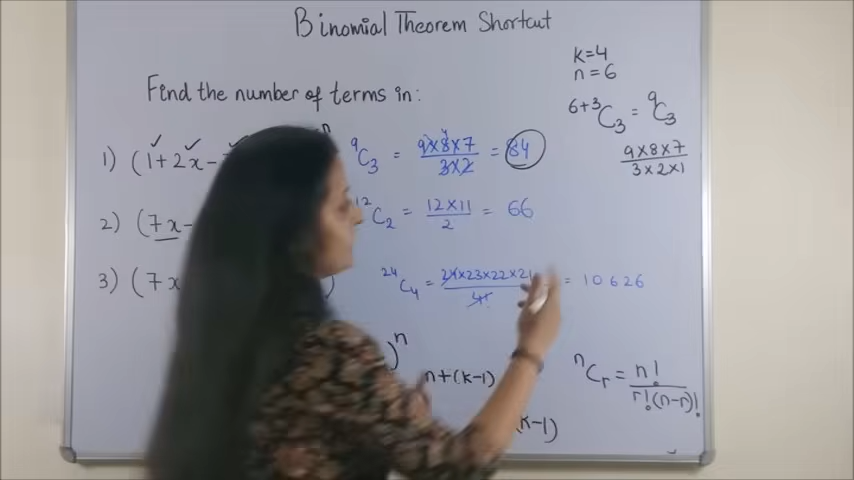 Binomial Theorem Shortcut
k=4
n=6
Find the number of terms in:
⁶⁺³C₃ = ⁹C₃
1) (1+2x- n ⁹C₃ = 9×8×7 / 3×2 = 84
9×8×7 / 3×2×1
2) (7x- ¹²C₂ = 12×11 / 2 = 66
3) (7x ) ²⁴C₄ = 24×23×22×21 / 4! = 10626
)ⁿ
n+(k-1)
ⁿCᵣ = n! / r!(n-r)!
(k-1)